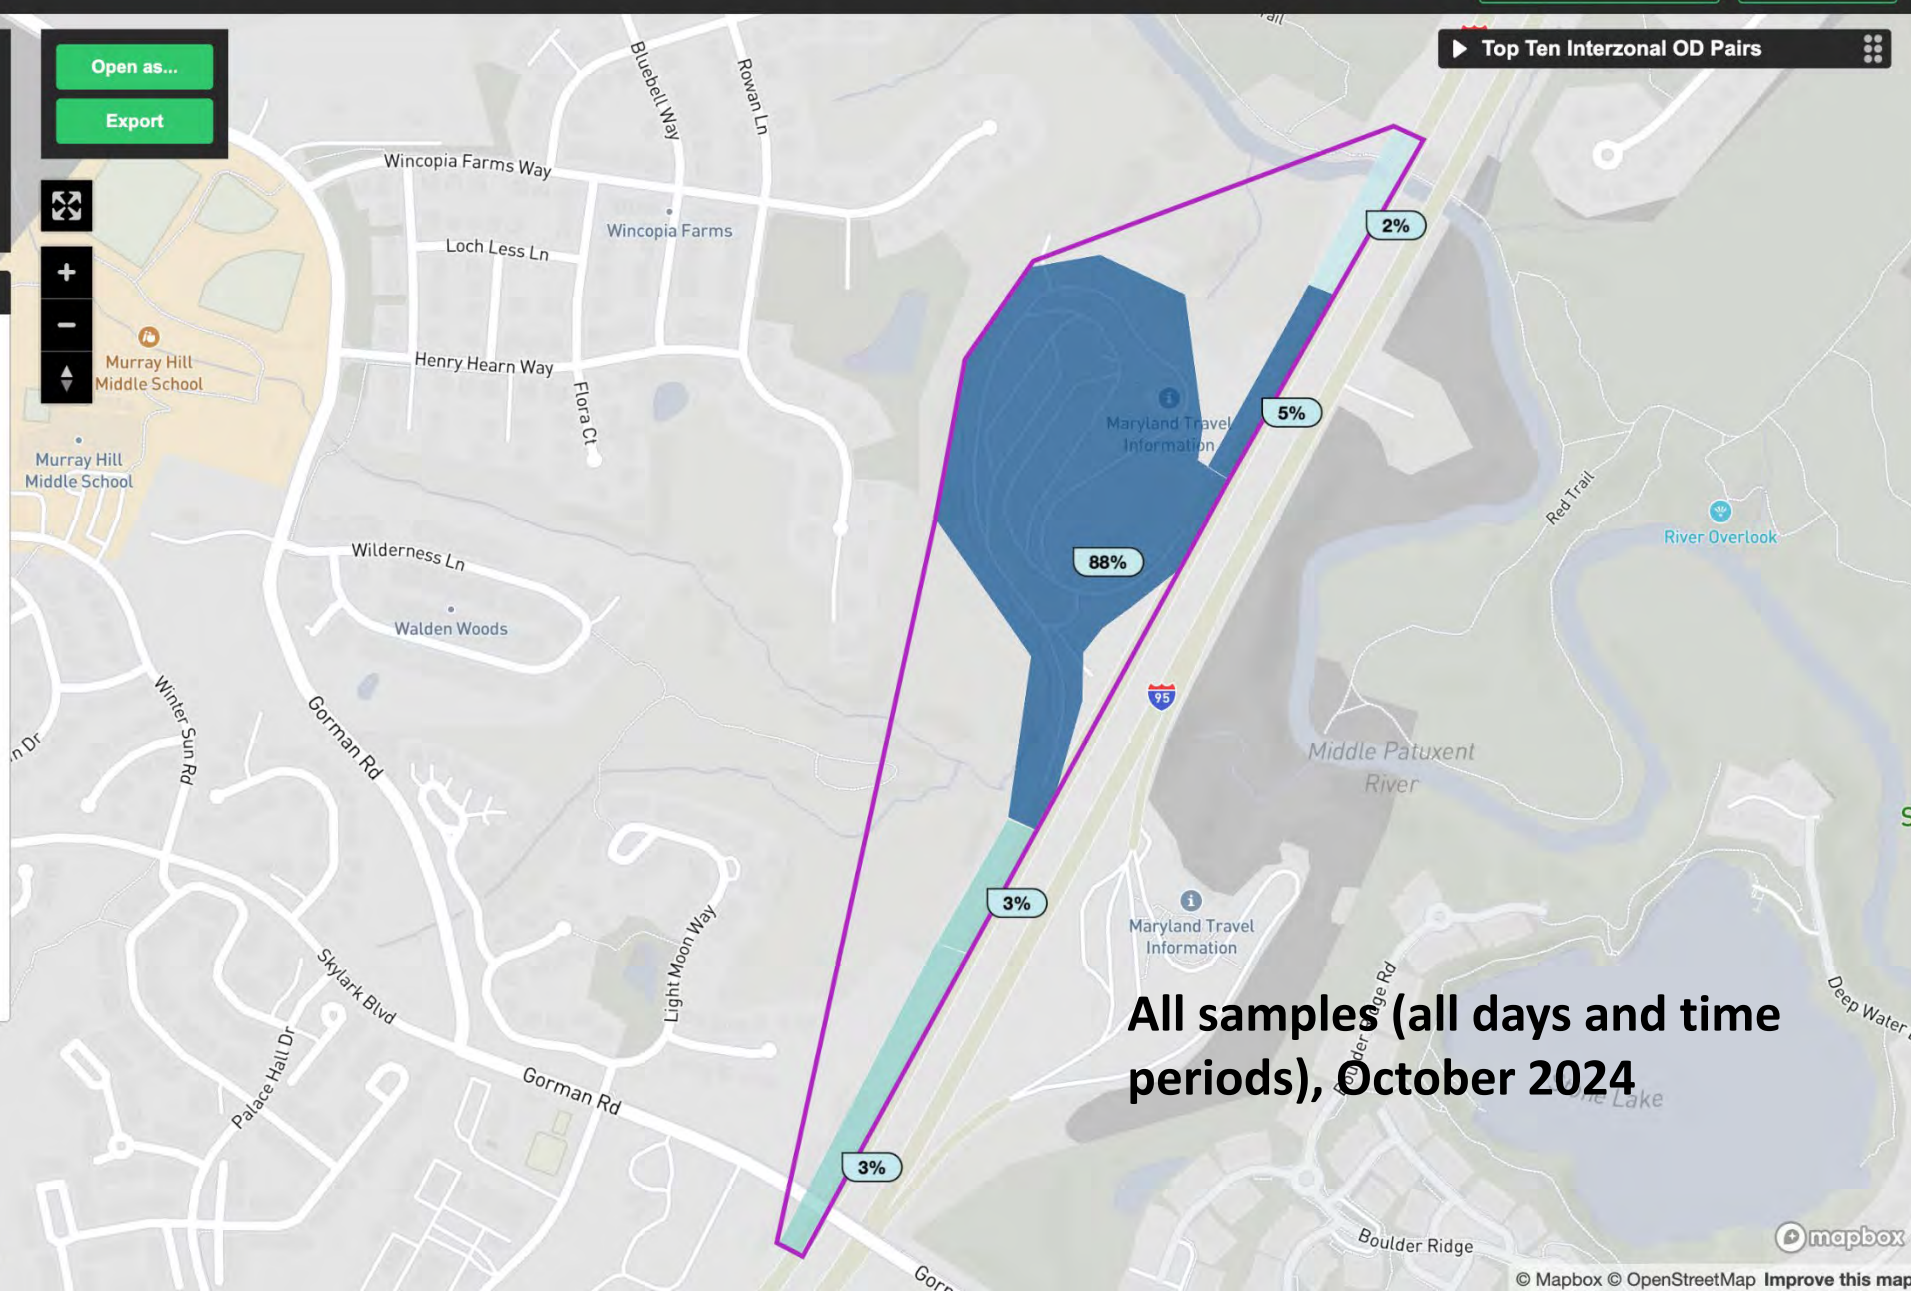 Top Ten Interzonal OD Pairs
Open as...
Export
Bluebell Way
Rowan Ln
Wincopia Farms Way
Wincopia Farms
2%
Loch Less Ln
Murray Hill
Middle School
Henry Hearn Way
Flora Ct
5%
Maryland Travel
Information
Murray Hill
Middle School
Red Trail
River Overlook
Wilderness Ln
88%
Walden Woods
Winter Sun Rd
Gorman Rd
95
Middle Patuxent
River
n Dr
S
3%
Maryland Travel
Information
Light Moon Way
Skylark Blvd
Deep Water
All samples (all days and time
periods), October 2024
Palace Hall Dr
Gorman Rd
Lake
3%
Boulder Ridge
mapbox
Gorn
© Mapbox © OpenStreetMap Improve this map